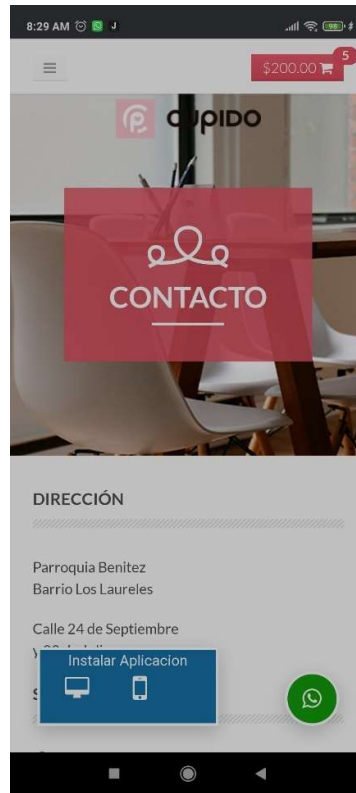 8:29 AM
J
98
5
$200.00
CUPIDO
CONTACTO
DIRECCIÓN
Parroquia Benitez
Barrio Los Laureles
Calle 24 de Septiembre
y
Instalar Aplicacion
S